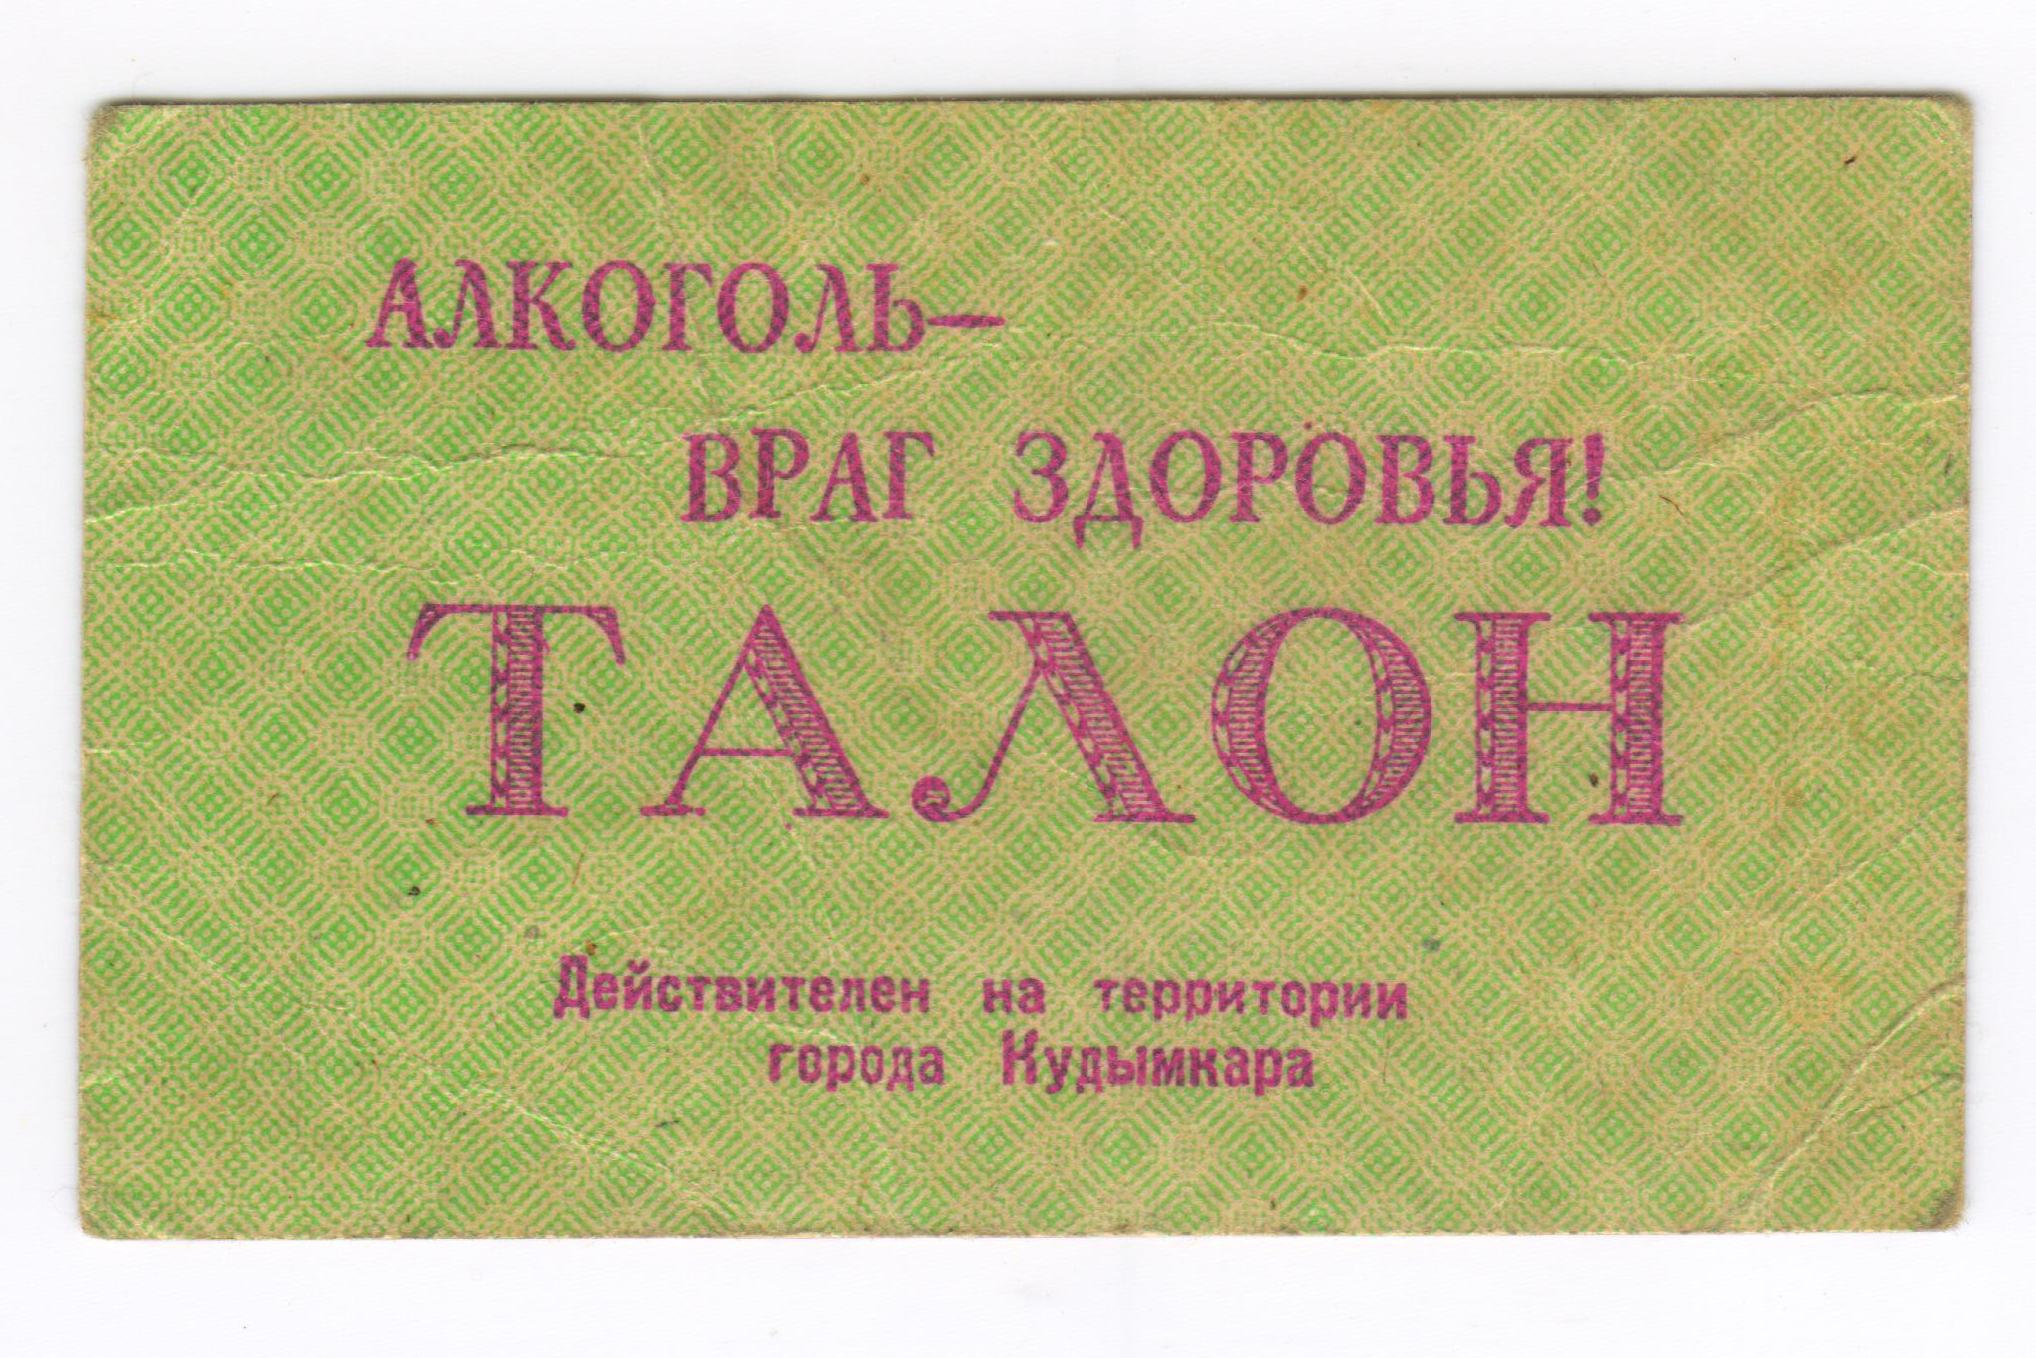 АЛКОГОЛЬ—
ВРАГ ЗДОРОВЬЯ!
ТАЛОН
Действителен на территории
города Кудымкара